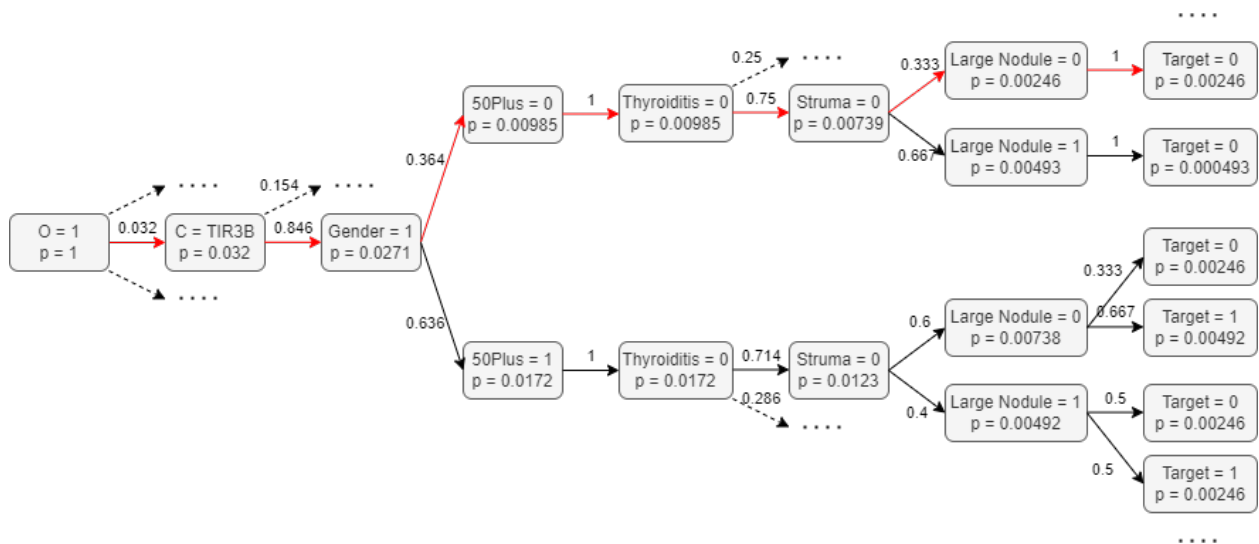 ....
0.25
....
Large Nodule = 0
p = 0.00246
1
Target = 0
p = 0.00246
0.333
50Plus = 0
p = 0.00985
1
Thyroiditis = 0
p = 0.00985
0.75
Struma = 0
p = 0.00739
0.667
Large Nodule = 1
p = 0.00493
1
Target = 0
p = 0.000493
0.364
....
0.154
....
O = 1
p = 1
0.032
C = TIR3B
p = 0.032
0.846
Gender = 1
p = 0.0271
....
0.636
50Plus = 1
p = 0.0172
1
Thyroiditis = 0
p = 0.0172
0.714
Struma = 0
p = 0.0123
0.286
....
0.6
Large Nodule = 0
p = 0.00738
0.333
Target = 0
p = 0.00246
0.667
Target = 1
p = 0.00492
0.4
Large Nodule = 1
p = 0.00492
0.5
Target = 0
p = 0.00246
0.5
Target = 1
p = 0.00246
....